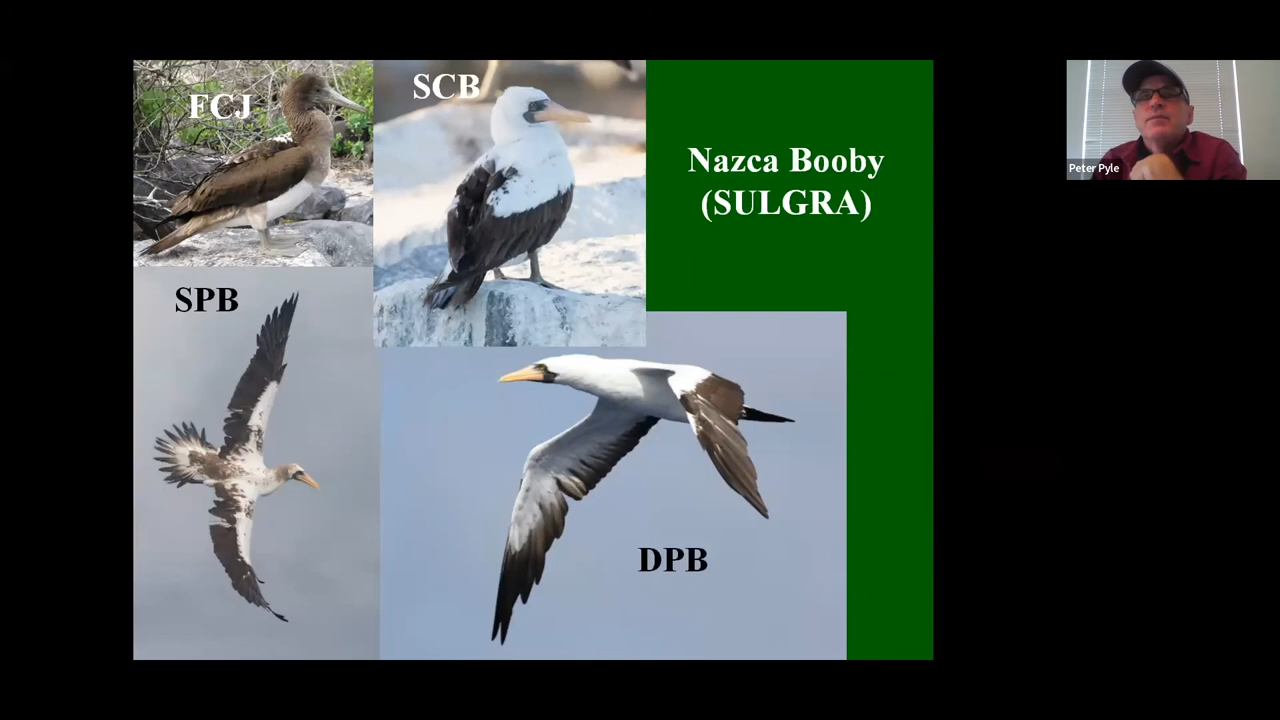 FCJ
SCB
Nazca Booby
(SULGRA)
SPB
DPB
Peter Pyle